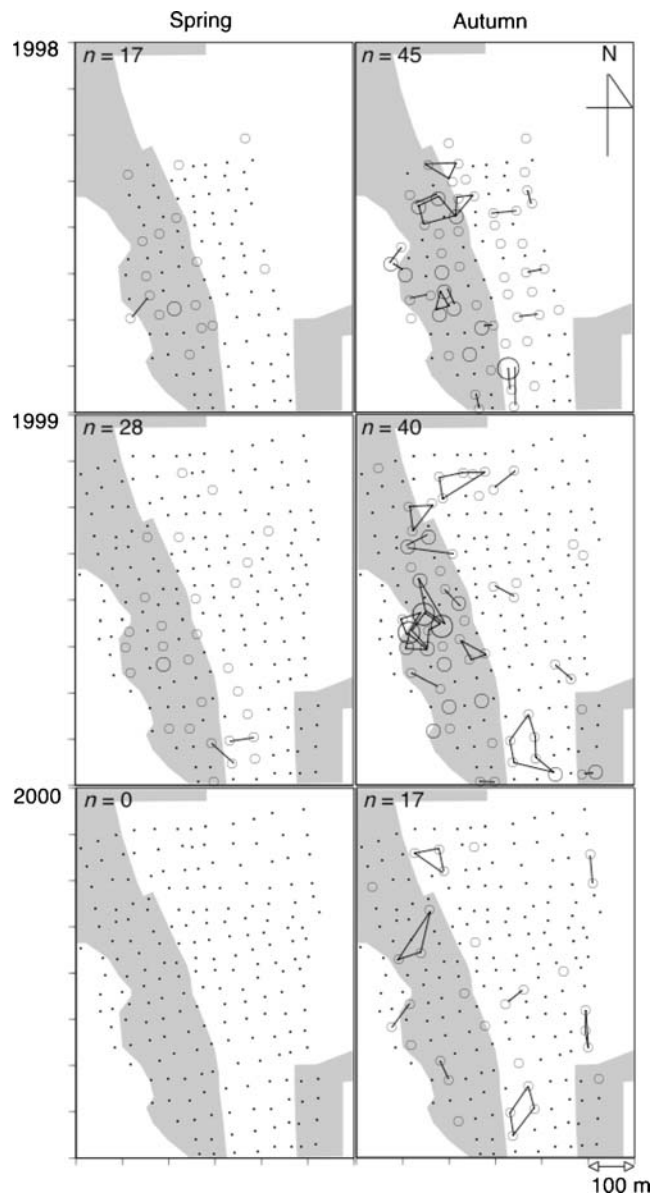 Spring Autumn
1998 n = 17 n = 45 N
1999 n = 28 n = 40
2000 n = 0 n = 17
100 m